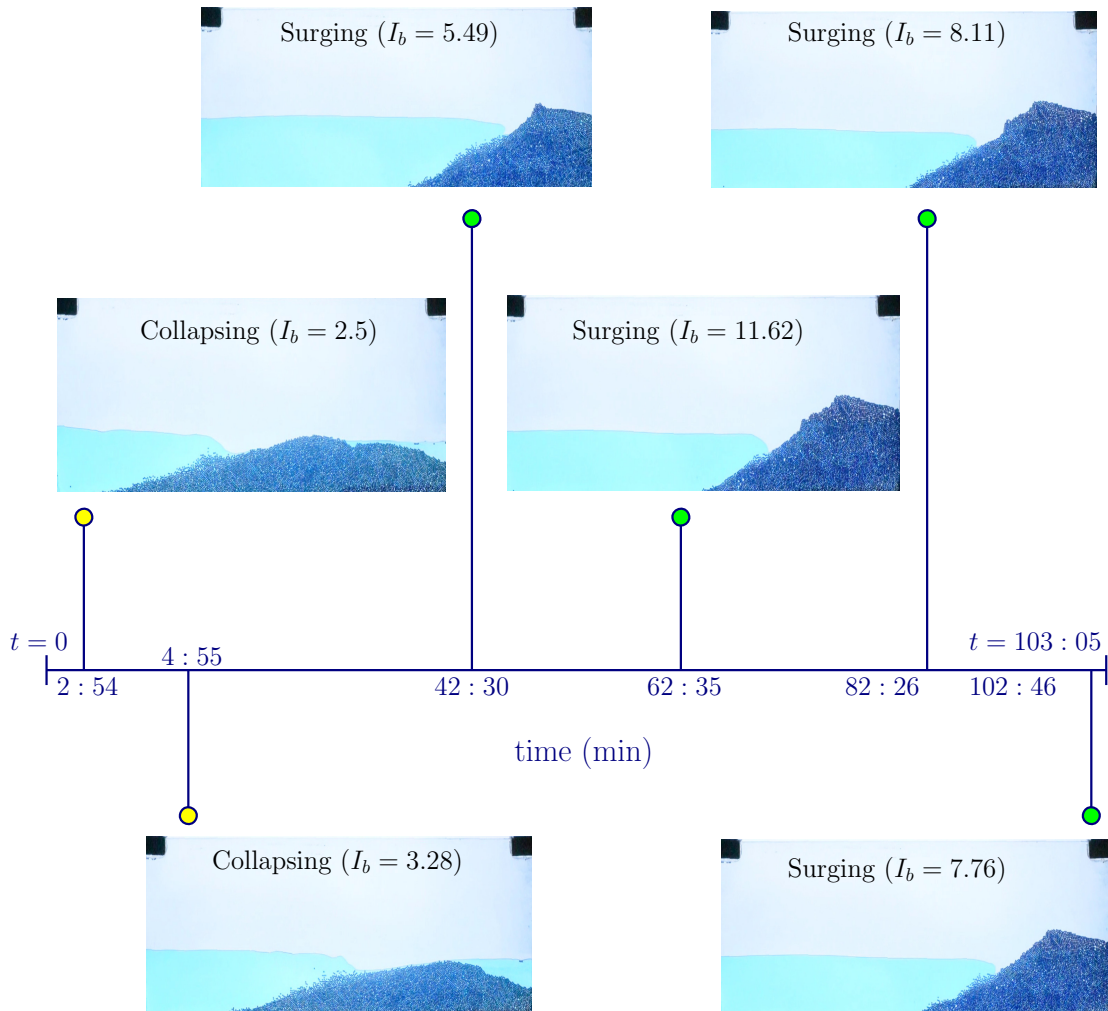 Surging (I_b = 5.49)
Surging (I_b = 8.11)
Collapsing (I_b = 2.5)
Surging (I_b = 11.62)
t = 0
4 : 55
t = 103 : 05
2 : 54
42 : 30
62 : 35
82 : 26
102 : 46
time (min)
Collapsing (I_b = 3.28)
Surging (I_b = 7.76)